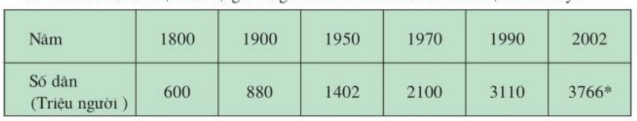 Năm 1800 1900 1950 1970 1990 2002
Số dân
(Triệu người ) 600 880 1402 2100 3110 3766*